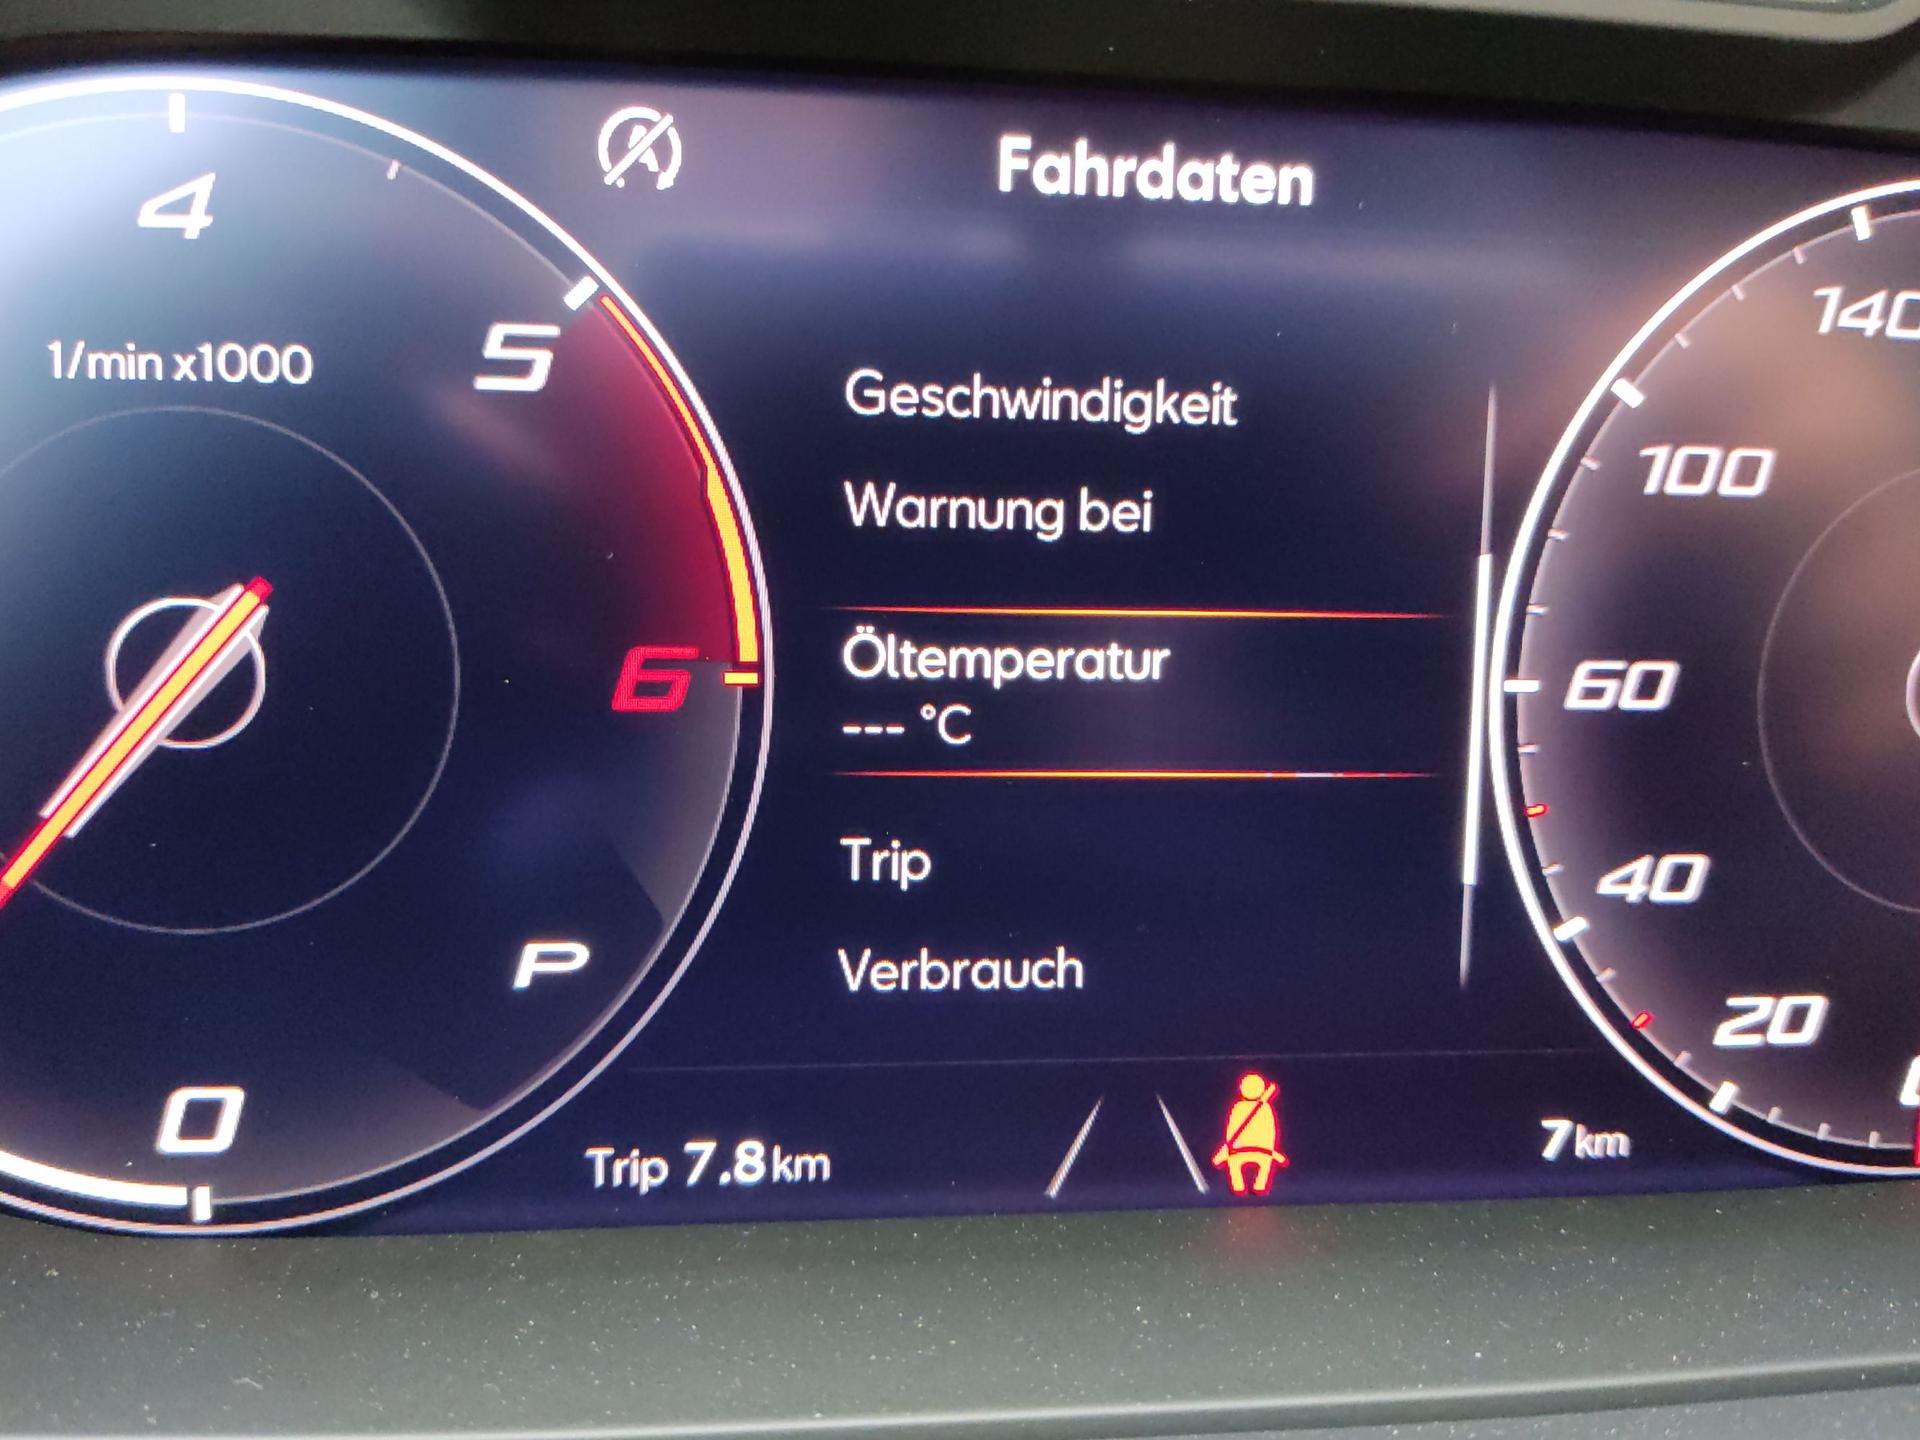 Fahrdaten
4
5
6
0
1/min x1000
P
Geschwindigkeit
Warnung bei
Öltemperatur
--- °C
Trip
Verbrauch
Trip 7.8 km
7 km
100
60
40
20